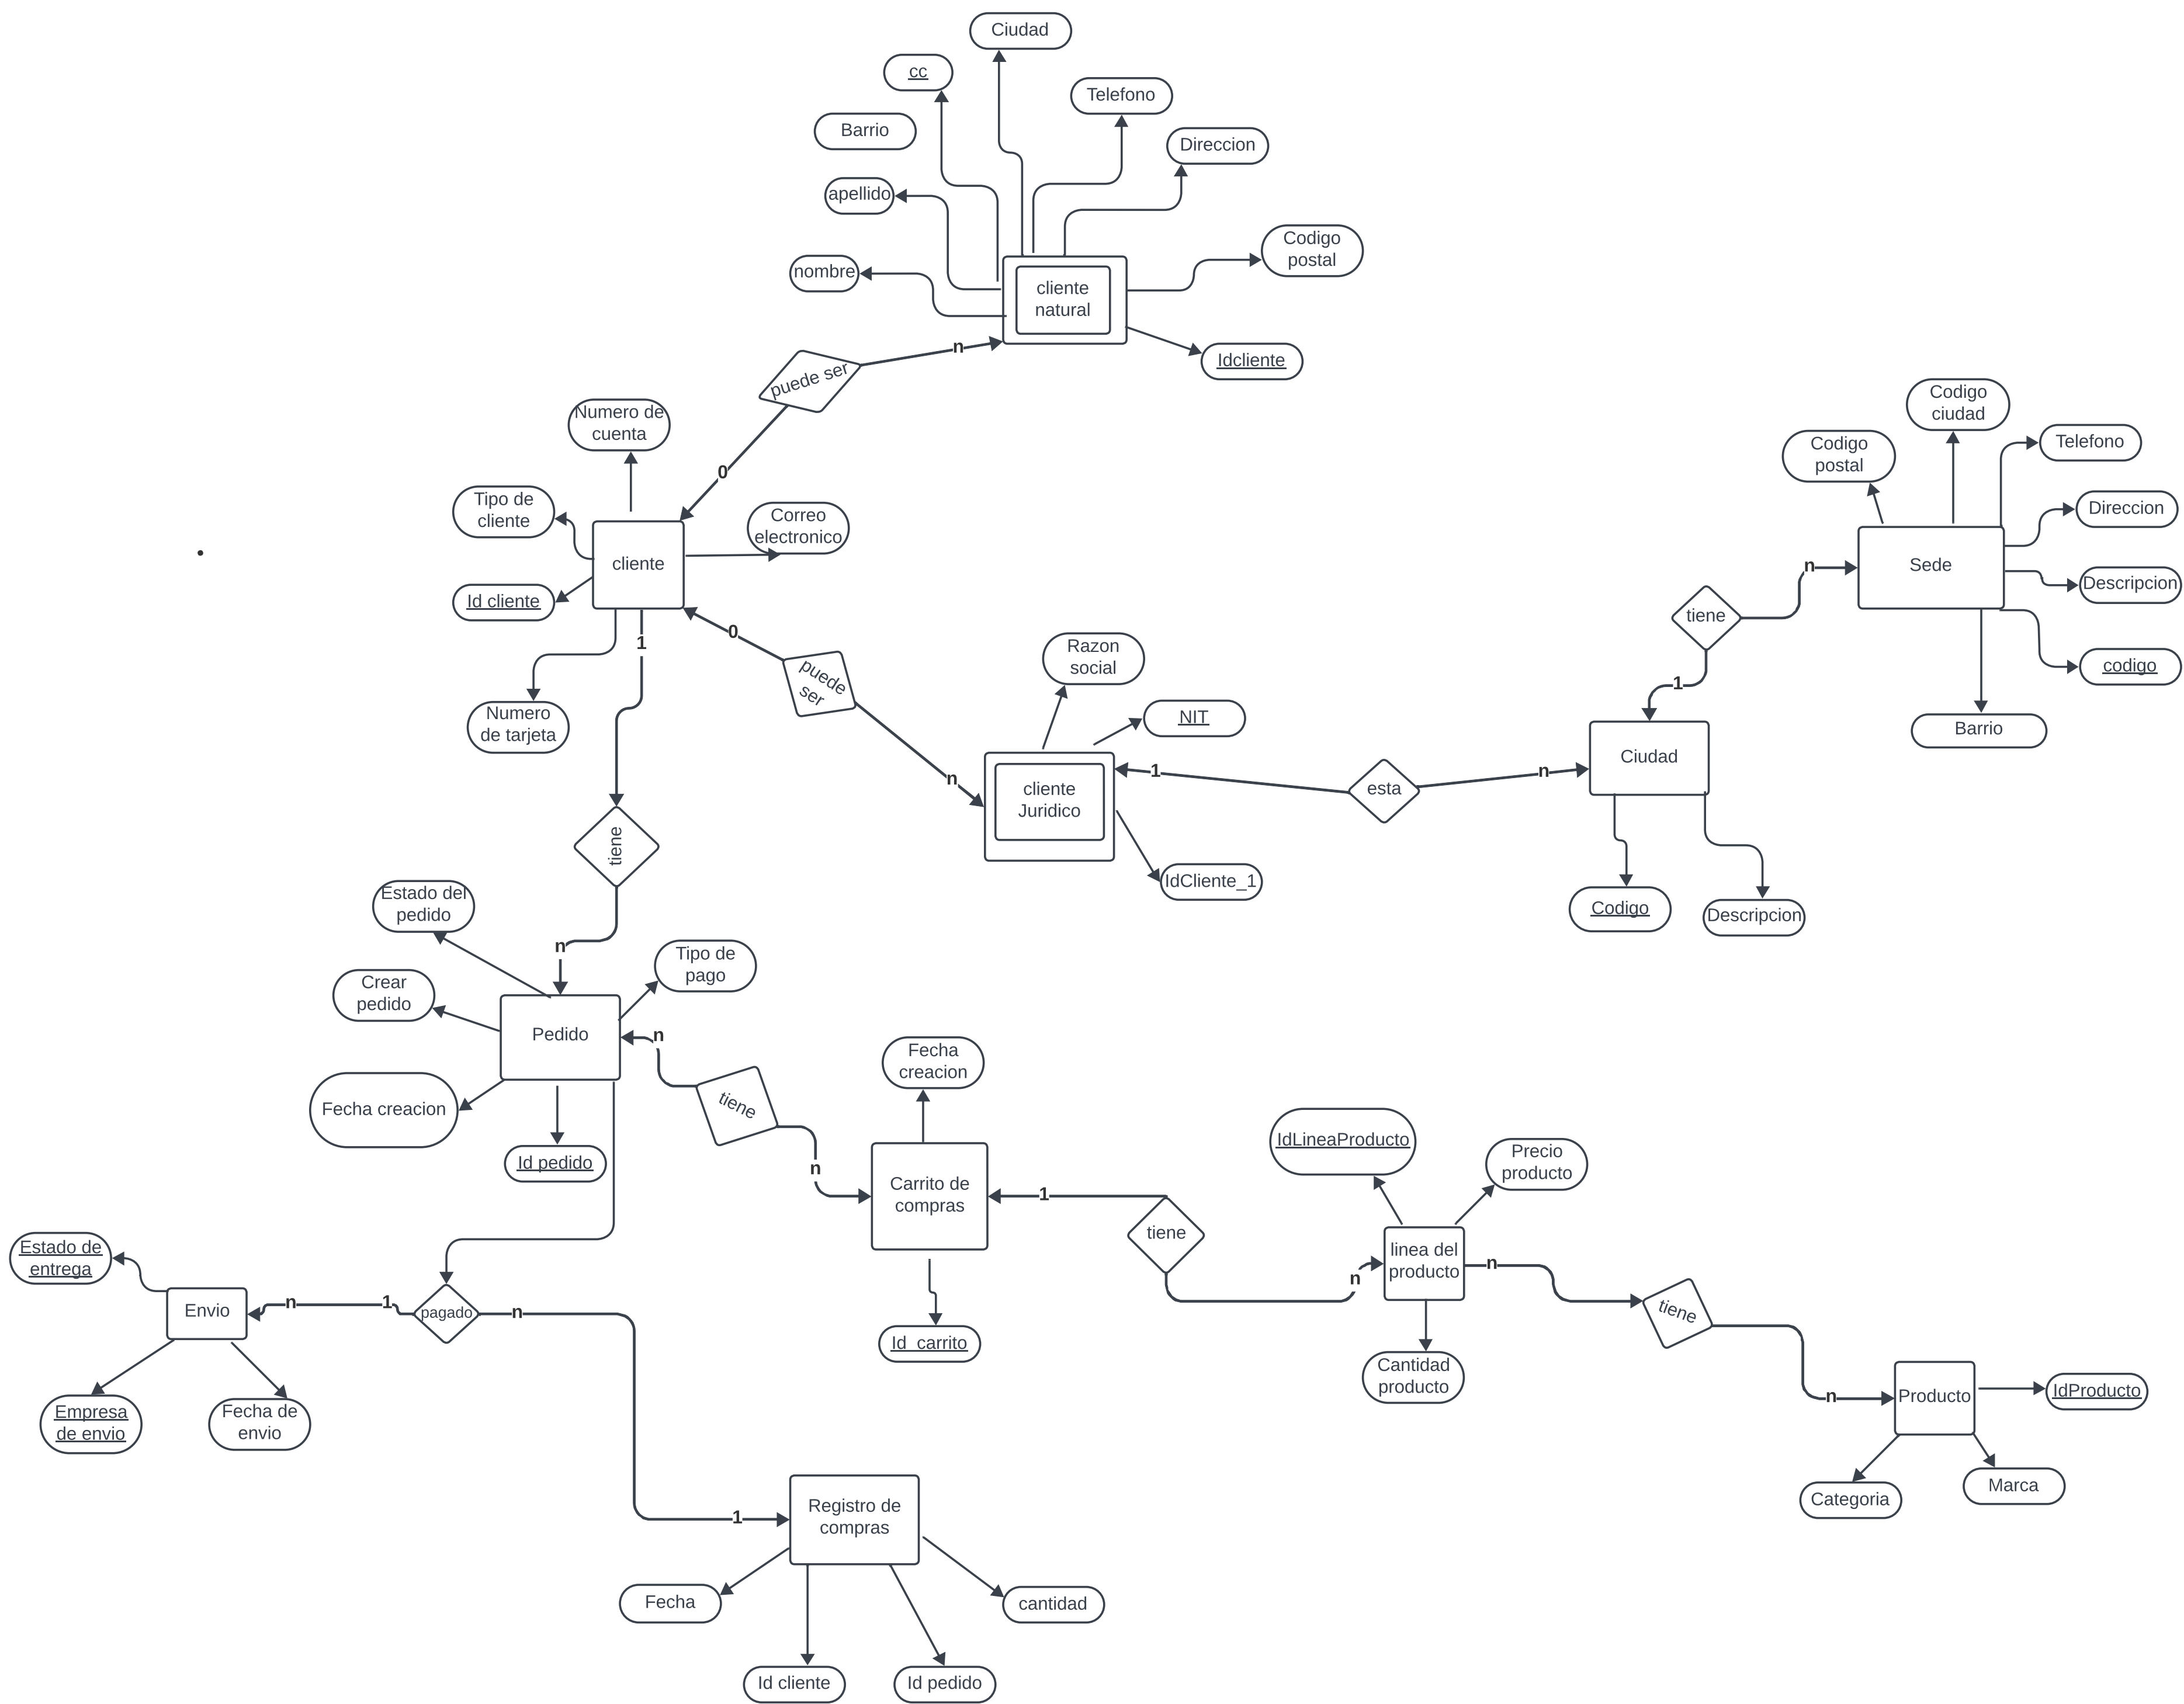 Ciudad
cc
Telefono
Barrio
Direccion
apellido
Codigo
postal
nombre
cliente
natural
Idcliente
n
puede ser
0
Numero de
cuenta
Tipo de
cliente
Correo
electronico
cliente
Id cliente
1
Numero
de tarjeta
0
puede
ser
n
Razon
social
NIT
cliente
Juridico
IdCliente_1
1
esta
n
Codigo
ciudad
Codigo
postal
Telefono
Direccion
Sede
Descripcion
codigo
Barrio
n
tiene
1
Ciudad
Codigo
Descripcion
tiene
n
Estado del
pedido
Tipo de
pago
Crear
pedido
Pedido
Fecha creacion
Id pedido
n
tiene
n
Fecha
creacion
Carrito de
compras
Id  carrito
1
tiene
n
IdLineaProducto
Precio
producto
linea del
producto
Cantidad
producto
n
tiene
n
Producto
IdProducto
Categoria
Marca
Estado de
entrega
Envio
Empresa
de envio
Fecha de
envio
n
1
pagado
n
1
Registro de
compras
Fecha
cantidad
Id cliente
Id pedido